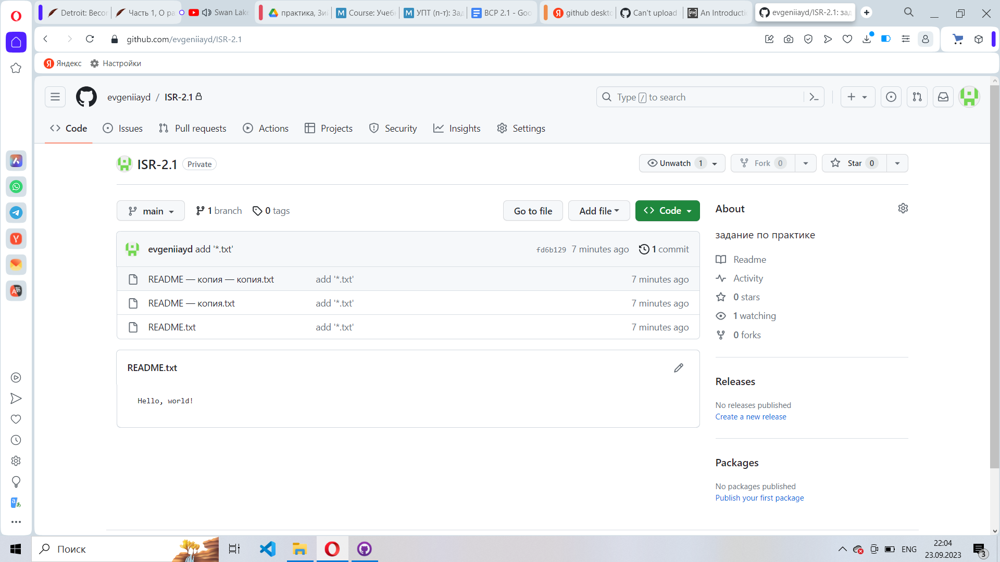 Detroit: Becor
Часть 1, О ра
Swan Lake
практика, Зи
Course: Учеб
УПТ (п-т): Зад
ВСР 2.1 - Goo
github deskto
Can't upload
An Introductio
evgeniiayd/ISR-2.1: зад
github.com/evgeniiayd/ISR-2.1
Яндекс
Настройки
evgeniiayd / ISR-2.1
Type / to search
Code
Issues
Pull requests
Actions
Projects
Security
Insights
Settings
ISR-2.1 Private
Unwatch 1
Fork 0
Star 0
main
1 branch
0 tags
Go to file
Add file
Code
evgeniiayd add '*.txt'
fd6b129 7 minutes ago
1 commit
README — копия — копия.txt add '*.txt' 7 minutes ago
README — копия.txt add '*.txt' 7 minutes ago
README.txt add '*.txt' 7 minutes ago
README.txt
Hello, world!
About
задание по практике
Readme
Activity
0 stars
1 watching
0 forks
Releases
No releases published
Create a new release
Packages
No packages published
Publish your first package
Поиск
ENG
22:04
23.09.2023
3